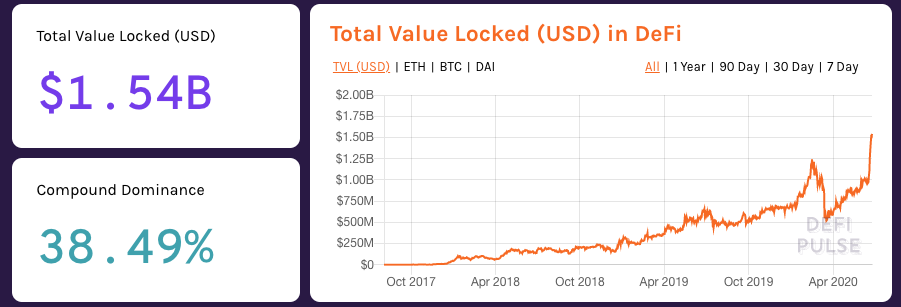 Total Value Locked (USD)
$1.54B
Compound Dominance
38.49%
Total Value Locked (USD) in DeFi
TVL (USD) | ETH | BTC | DAI
All | 1 Year | 90 Day | 30 Day | 7 Day
$2.00B
$1.75B
$1.50B
$1.25B
$1.00B
$750M
$500M
$250M
$0
DEFI
PULSE
Oct 2017
Apr 2018
Oct 2018
Apr 2019
Oct 2019
Apr 2020